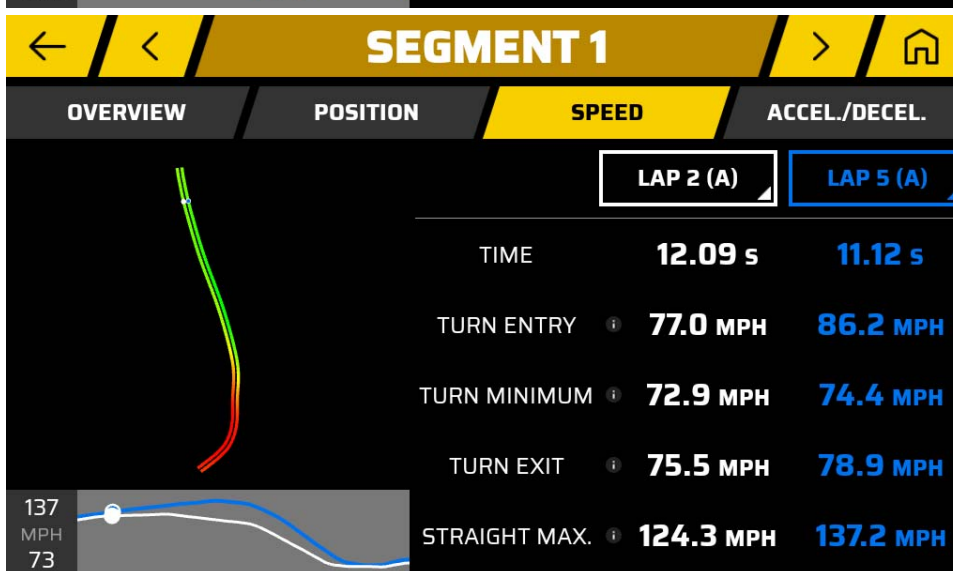 SEGMENT 1
OVERVIEW POSITION SPEED ACCEL./DECEL.
LAP 2 (A) LAP 5 (A)
TIME 12.09 s 11.12 s
TURN ENTRY i 77.0 MPH 86.2 MPH
TURN MINIMUM i 72.9 MPH 74.4 MPH
TURN EXIT i 75.5 MPH 78.9 MPH
STRAIGHT MAX. i 124.3 MPH 137.2 MPH
137
MPH
73